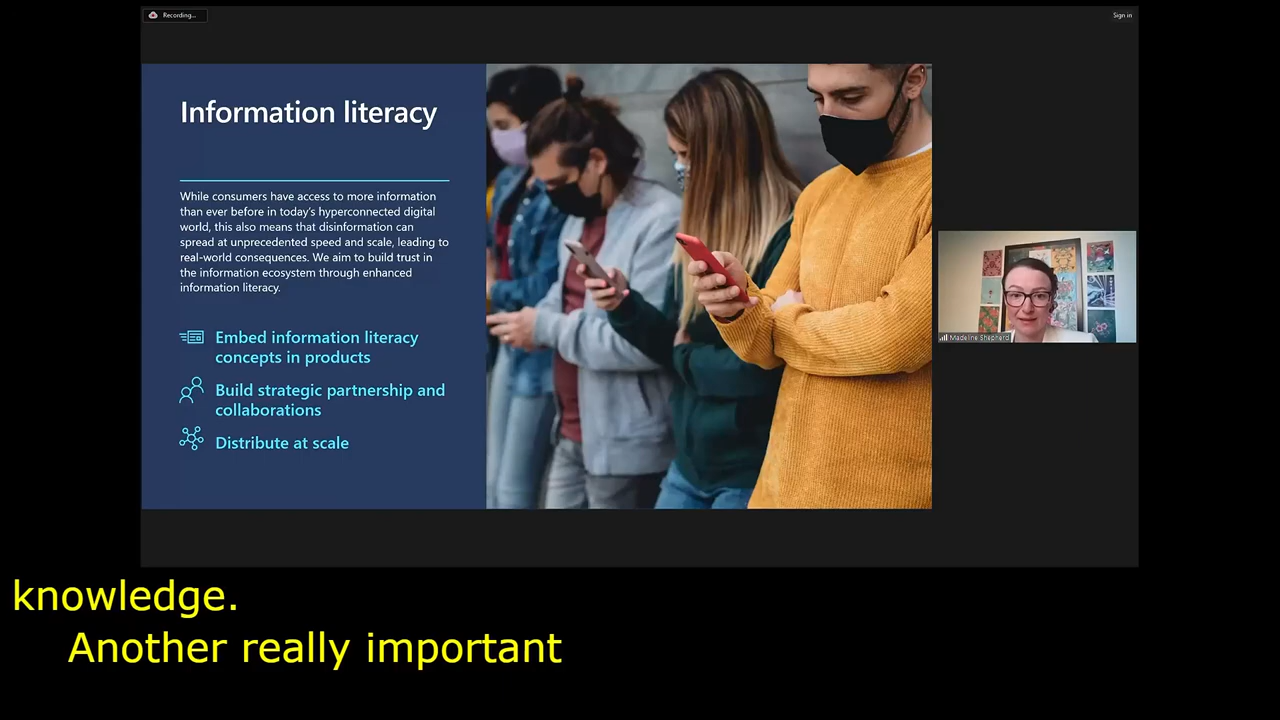 Recording...
Sign in
Information literacy
While consumers have access to more information
than ever before in today's hyperconnected digital
world, this also means that disinformation can
spread at unprecedented speed and scale, leading to
real-world consequences. We aim to build trust in
the information ecosystem through enhanced
information literacy.
Embed information literacy
concepts in products
Build strategic partnership and
collaborations
Distribute at scale
Madeline Shepherd
knowledge.
Another really important